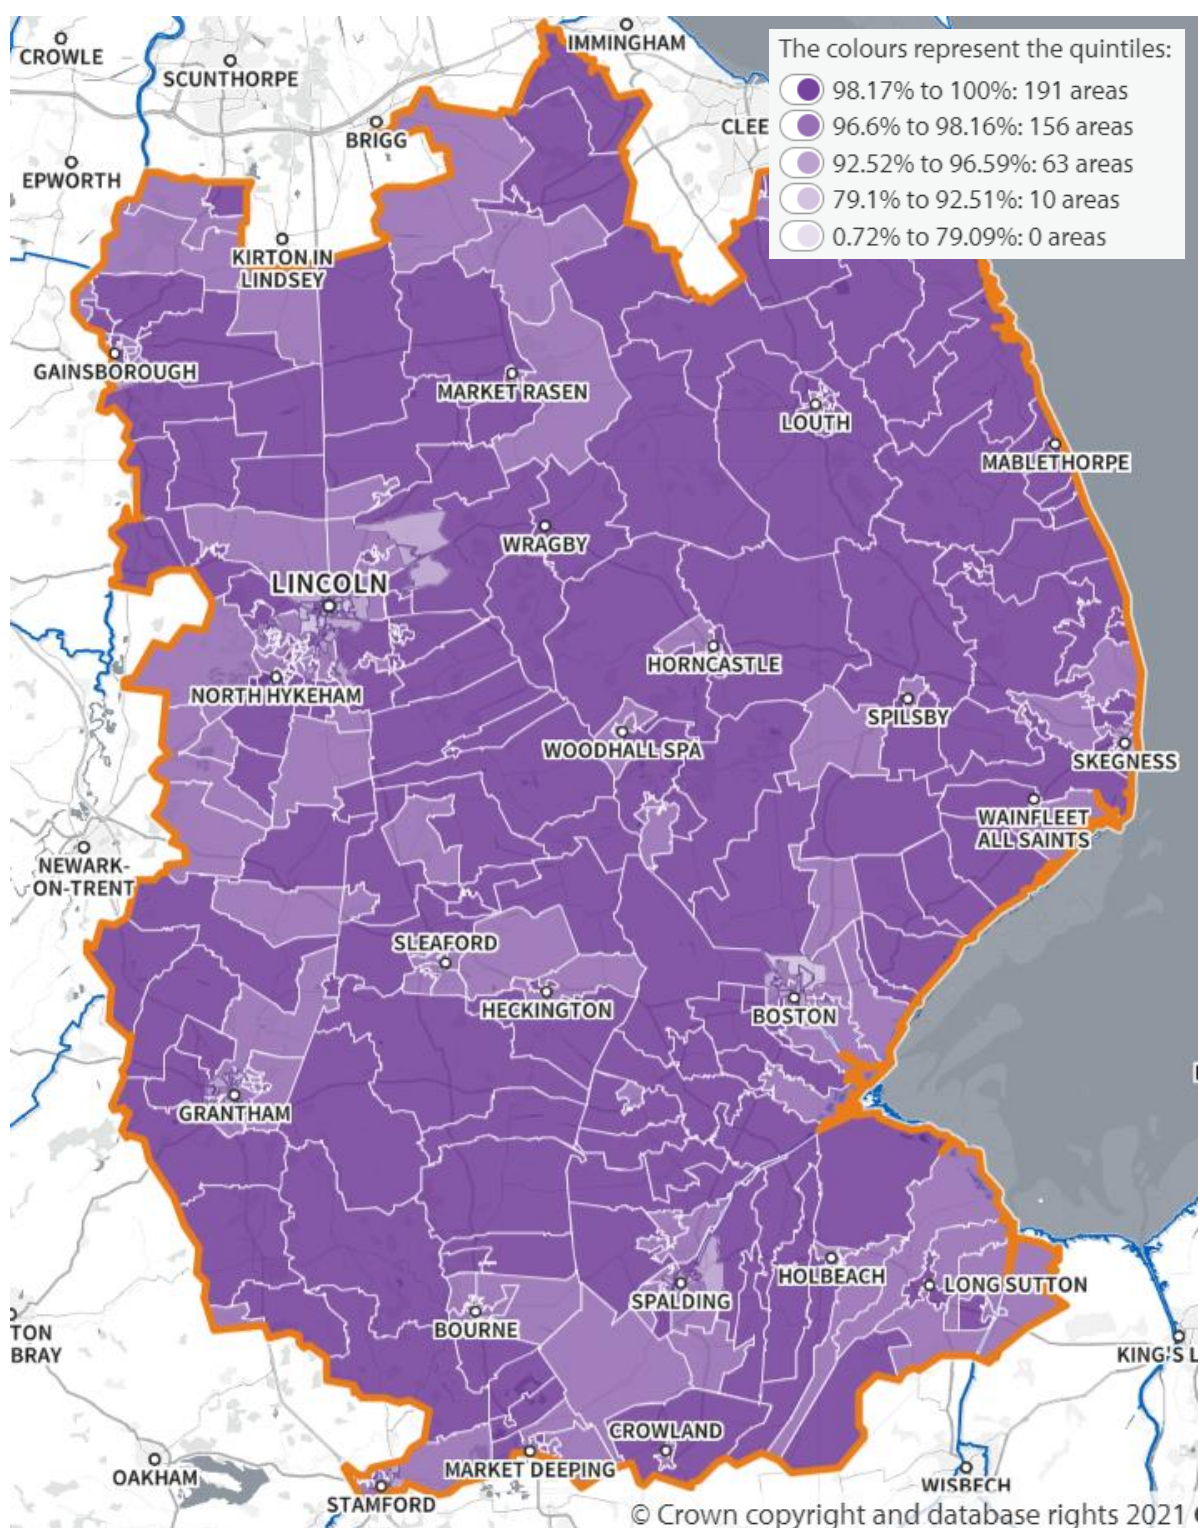 IMMINGHAM
CROWLE
SCUNTHORPE
The colours represent the quintiles:
98.17% to 100%: 191 areas
96.6% to 98.16%: 156 areas
92.52% to 96.59%: 63 areas
79.1% to 92.51%: 10 areas
0.72% to 79.09%: 0 areas
CLEE
BRIGG
EPWORTH
KIRTON IN
LINDSEY
GAINSBOROUGH
MARKET RASEN
LOUTH
MABLETHORPE
WRAGBY
LINCOLN
HORNCASTLE
NORTH HYKEHAM
SPILSBY
WOODHALL SPA
SKEGNESS
WAINFLEET
ALL SAINTS
NEWARK-
ON-TRENT
SLEAFORD
HECKINGTON
BOSTON
GRANTHAM
HOLBEACH
LONG SUTTON
SPALDING
BOURNE
TON
BRAY
KING'S L
CROWLAND
MARKET DEEPING
OAKHAM
WISBECH
STAMFORD
© Crown copyright and database rights 2021